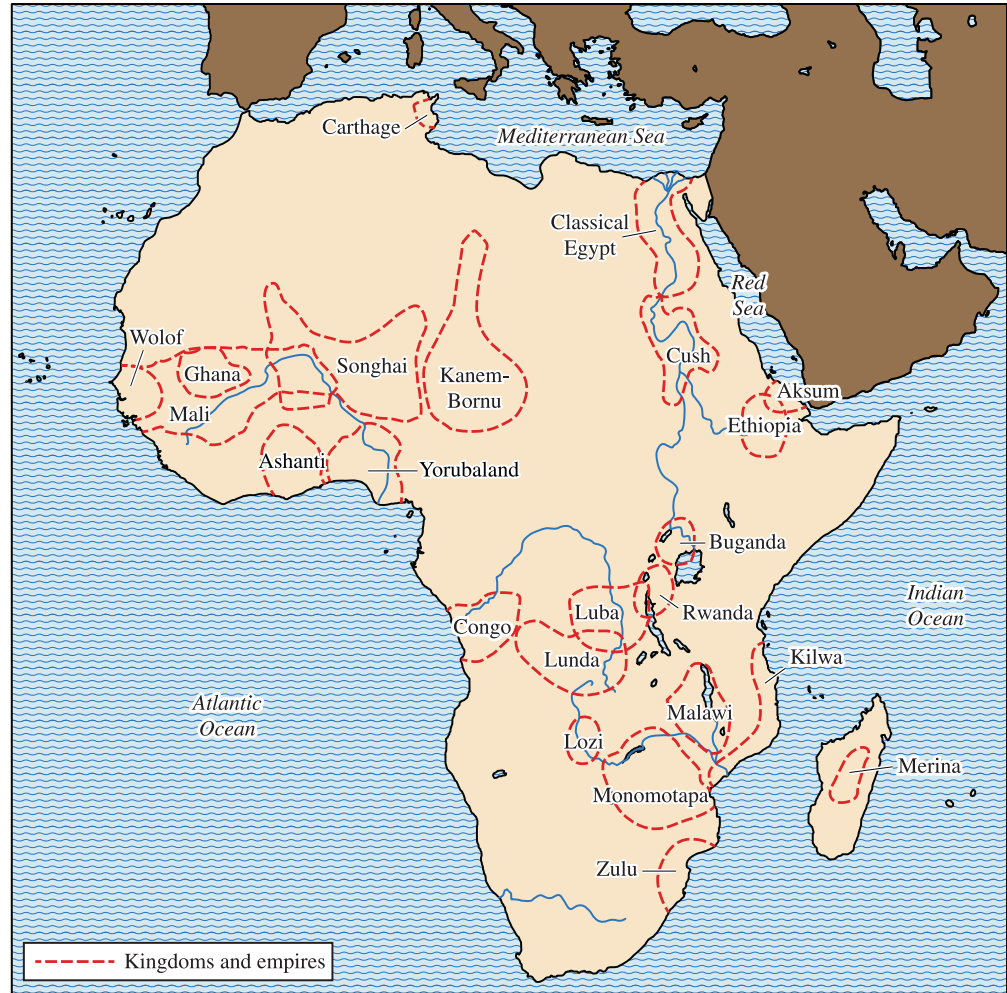 Carthage
Mediterranean Sea
Classical
Egypt
Red
Sea
Wolof
Ghana
Songhai
Kanem-
Bornu
Cush
Aksum
Mali
Ethiopia
Ashanti
Yorubaland
Buganda
Indian
Ocean
Luba
Rwanda
Congo
Lunda
Kilwa
Atlantic
Ocean
Malawi
Lozi
Merina
Monomotapa
Zulu
Kingdoms and empires